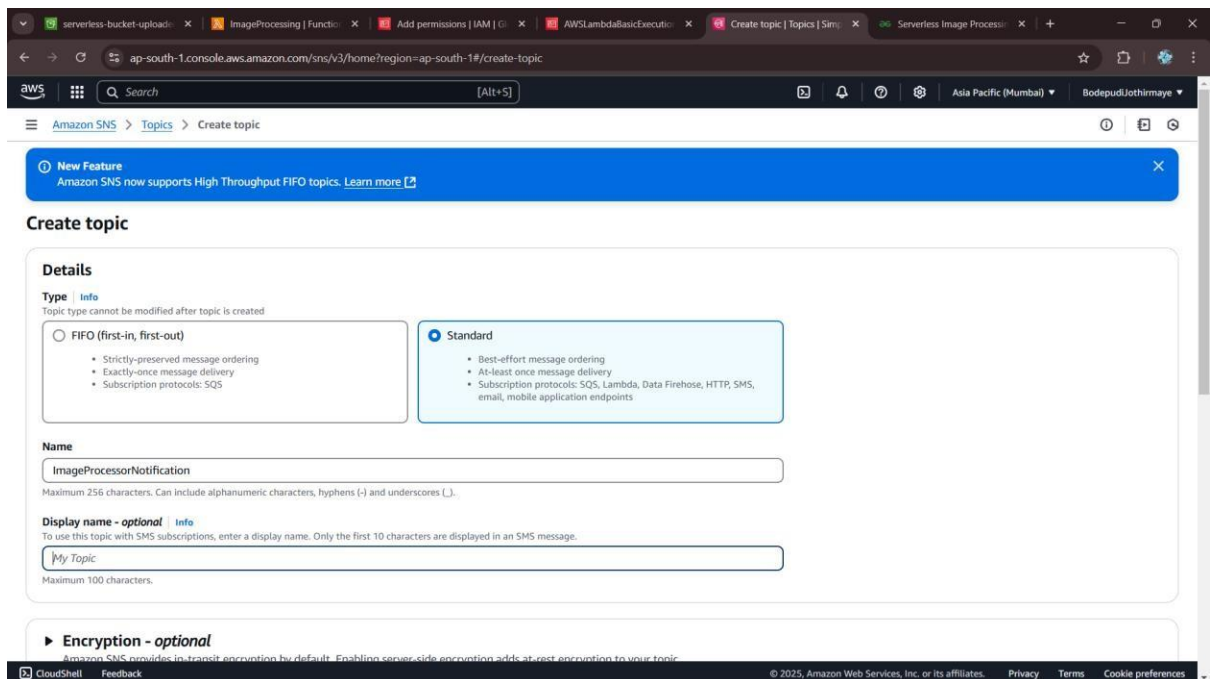 serverless-bucket-uploade
ImageProcessing | Functio
Add permissions | IAM | Gl
AWSLambdaBasicExecutio
Create topic | Topics | Sim
Serverless Image Processi
ap-south-1.console.aws.amazon.com/sns/v3/home?region=ap-south-1#/create-topic
aws
Search
[Alt+S]
Asia Pacific (Mumbai)
BodepudiJothirmaye
Amazon SNS > Topics > Create topic
New Feature
Amazon SNS now supports High Throughput FIFO topics. Learn more
Create topic
Details
Type | Info
Topic type cannot be modified after topic is created
FIFO (first-in, first-out)
• Strictly-preserved message ordering
• Exactly-once message delivery
• Subscription protocols: SQS
Standard
• Best-effort message ordering
• At-least once message delivery
• Subscription protocols: SQS, Lambda, Data Firehose, HTTP, SMS,
email, mobile application endpoints
Name
ImageProcessorNotification
Maximum 256 characters. Can include alphanumeric characters, hyphens (-) and underscores (_).
Display name - optional | Info
To use this topic with SMS subscriptions, enter a display name. Only the first 10 characters are displayed in an SMS message.
My Topic
Maximum 100 characters.
Encryption - optional
Amazon SNS provides in-transit encryption by default. Enabling server-side encryption adds at-rest encryption to your topic
CloudShell Feedback
© 2025, Amazon Web Services, Inc. or its affiliates. Privacy Terms Cookie preferences